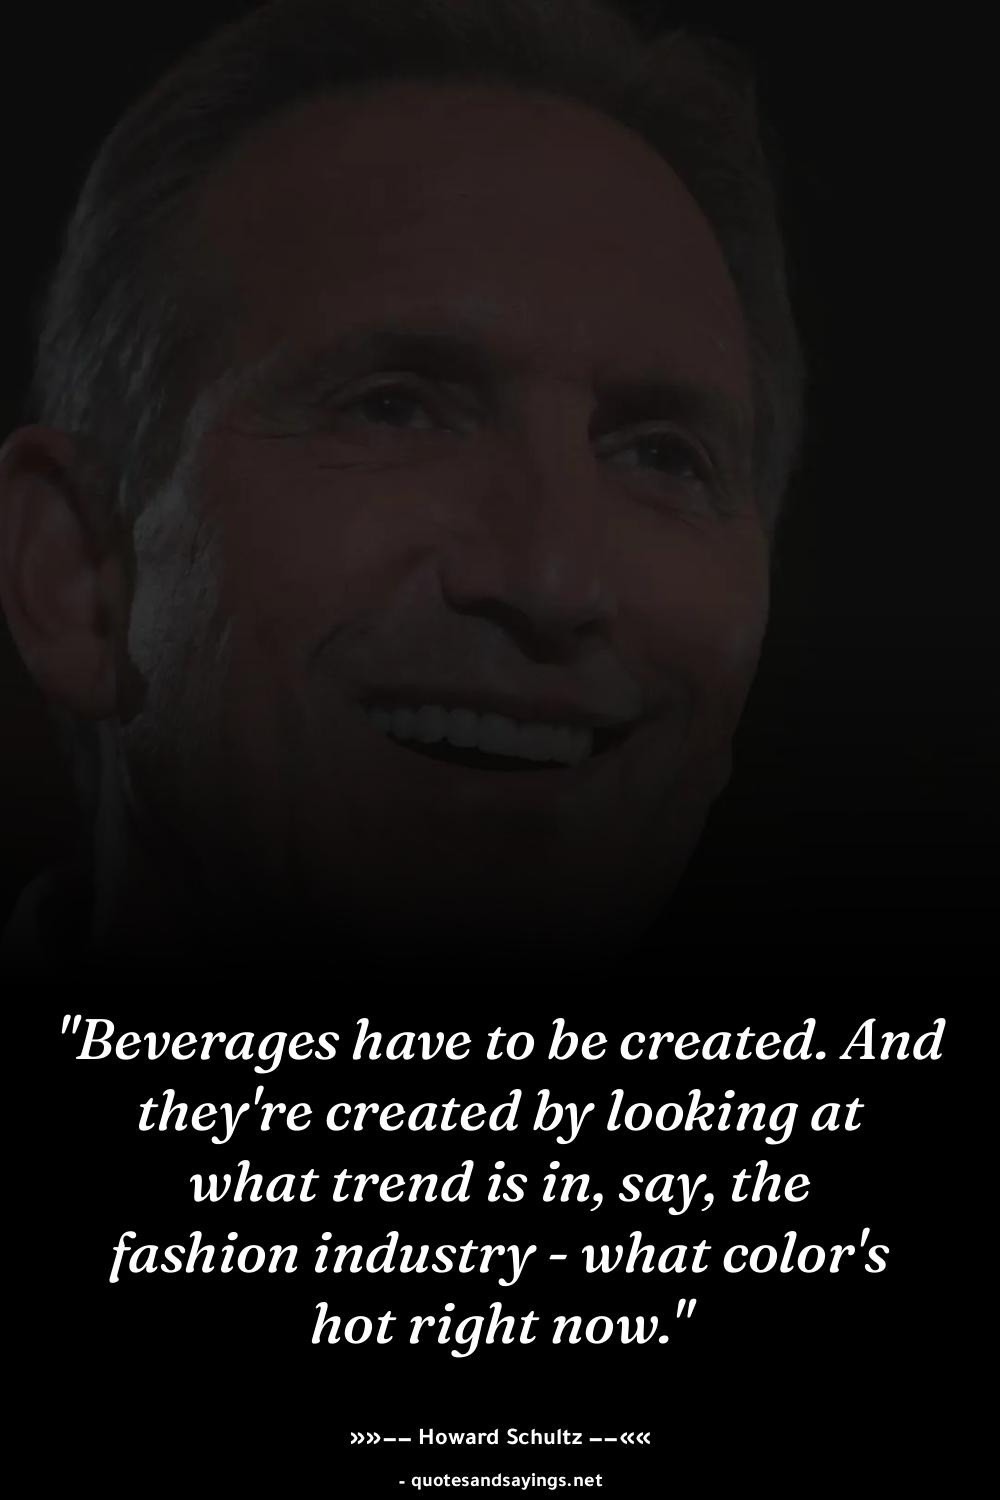 "Beverages have to be created. And
they're created by looking at
what trend is in, say, the
fashion industry - what color's
hot right now."
»»–– Howard Schultz ––««
- quotesandsayings.net